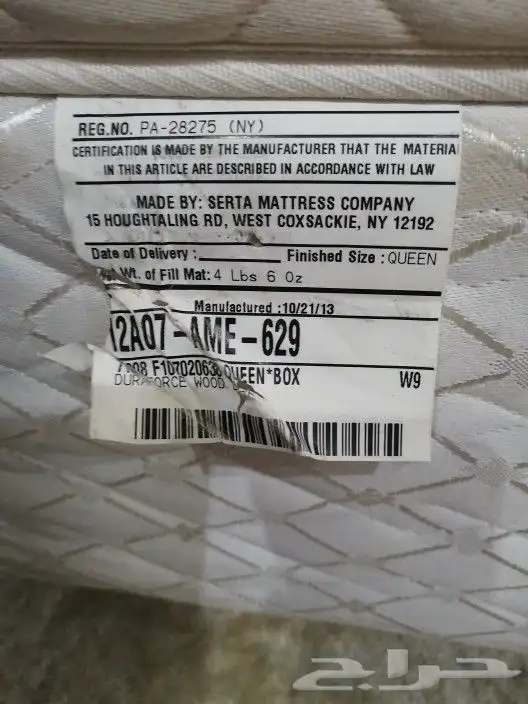 REG.NO. PA-28275 (NY)
CERTIFICATION IS MADE BY THE MANUFACTURER THAT THE MATERIA
IN THIS ARTICLE ARE DESCRIBED IN ACCORDANCE WITH LAW
MADE BY: SERTA MATTRESS COMPANY
15 HOUGHTALING RD, WEST COXSACKIE, NY 12192
Date of Delivery: Finished Size: QUEEN
Wt. of Fill Mat: 4 Lbs 6 Oz
Manufactured :10/21/13
12A07-AME-629
QUEEN*BOX W9
DURAFORCE WOOD
حراج